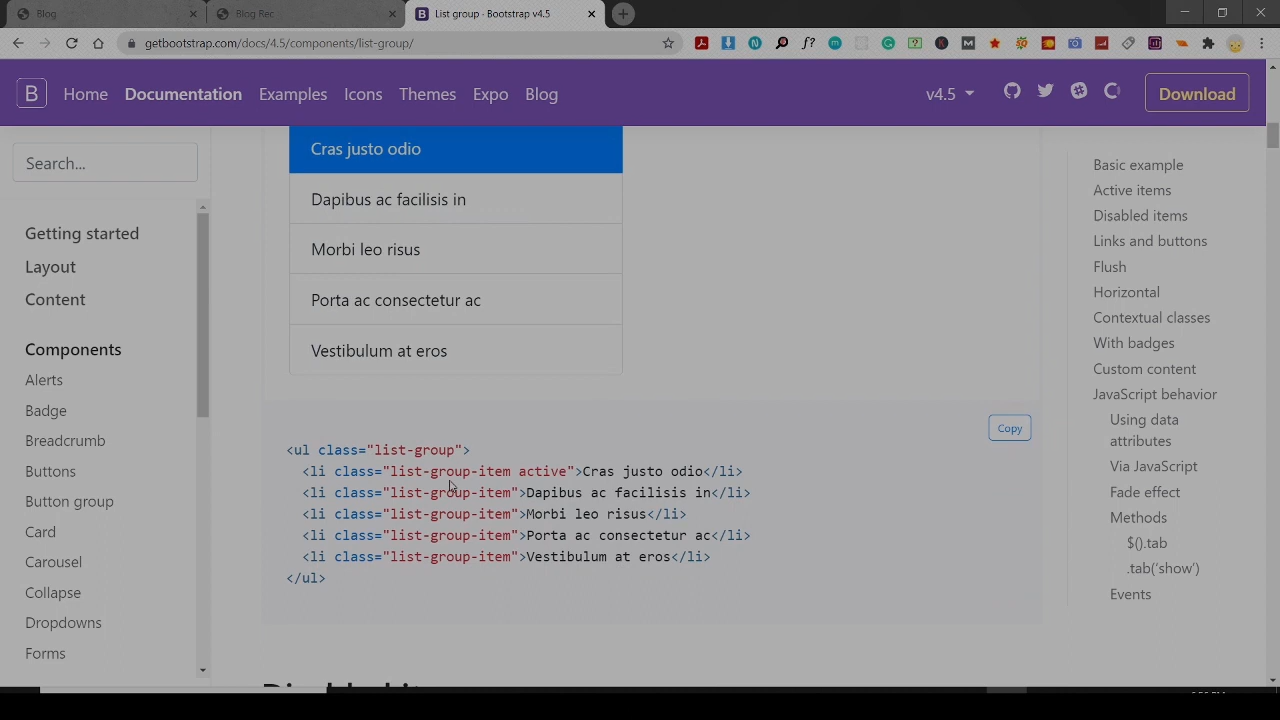 Blog
Blog Rec
List group - Bootstrap v4.5
getbootstrap.com/docs/4.5/components/list-group/
B Home Documentation Examples Icons Themes Expo Blog v4.5 Download
Search...
Getting started
Layout
Content
Components
Alerts
Badge
Breadcrumb
Buttons
Button group
Card
Carousel
Collapse
Dropdowns
Forms
Cras justo odio
Dapibus ac facilisis in
Morbi leo risus
Porta ac consectetur ac
Vestibulum at eros
Copy
<ul class="list-group">
<li class="list-group-item active">Cras justo odio</li>
<li class="list-group-item">Dapibus ac facilisis in</li>
<li class="list-group-item">Morbi leo risus</li>
<li class="list-group-item">Porta ac consectetur ac</li>
<li class="list-group-item">Vestibulum at eros</li>
</ul>
Basic example
Active items
Disabled items
Links and buttons
Flush
Horizontal
Contextual classes
With badges
Custom content
JavaScript behavior
Using data
attributes
Via JavaScript
Fade effect
Methods
$().tab
.tab(‘show’)
Events